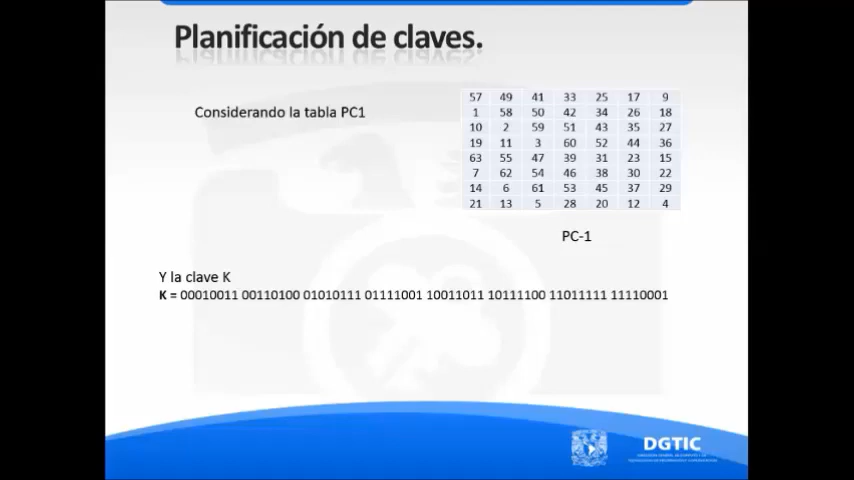 Planificación de claves.
Considerando la tabla PC1
57 49 41 33 25 17 9
1 58 50 42 34 26 18
10 2 59 51 43 35 27
19 11 3 60 52 44 36
63 55 47 39 31 23 15
7 62 54 46 38 30 22
14 6 61 53 45 37 29
21 13 5 28 20 12 4
PC-1
Y la clave K
K = 00010011 00110100 01010111 01111001 10011011 10111100 11011111 11110001
DGTIC